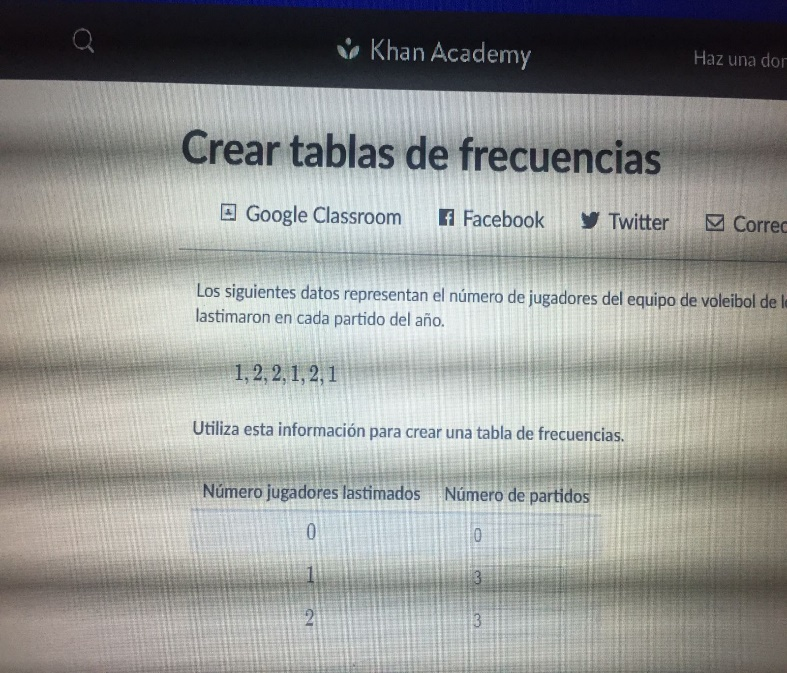 Khan Academy
Haz una
Crear tablas de frecuencias
Google Classroom Facebook Twitter
Los siguientes datos representan el número de jugadores del equipo de voleibol de
lastimaron en cada partido del año.
1, 2, 2, 1, 2, 1
Utiliza esta información para crear una tabla de frecuencias.
Número jugadores lastimados Número de partidos
0 0
1 3
2 3